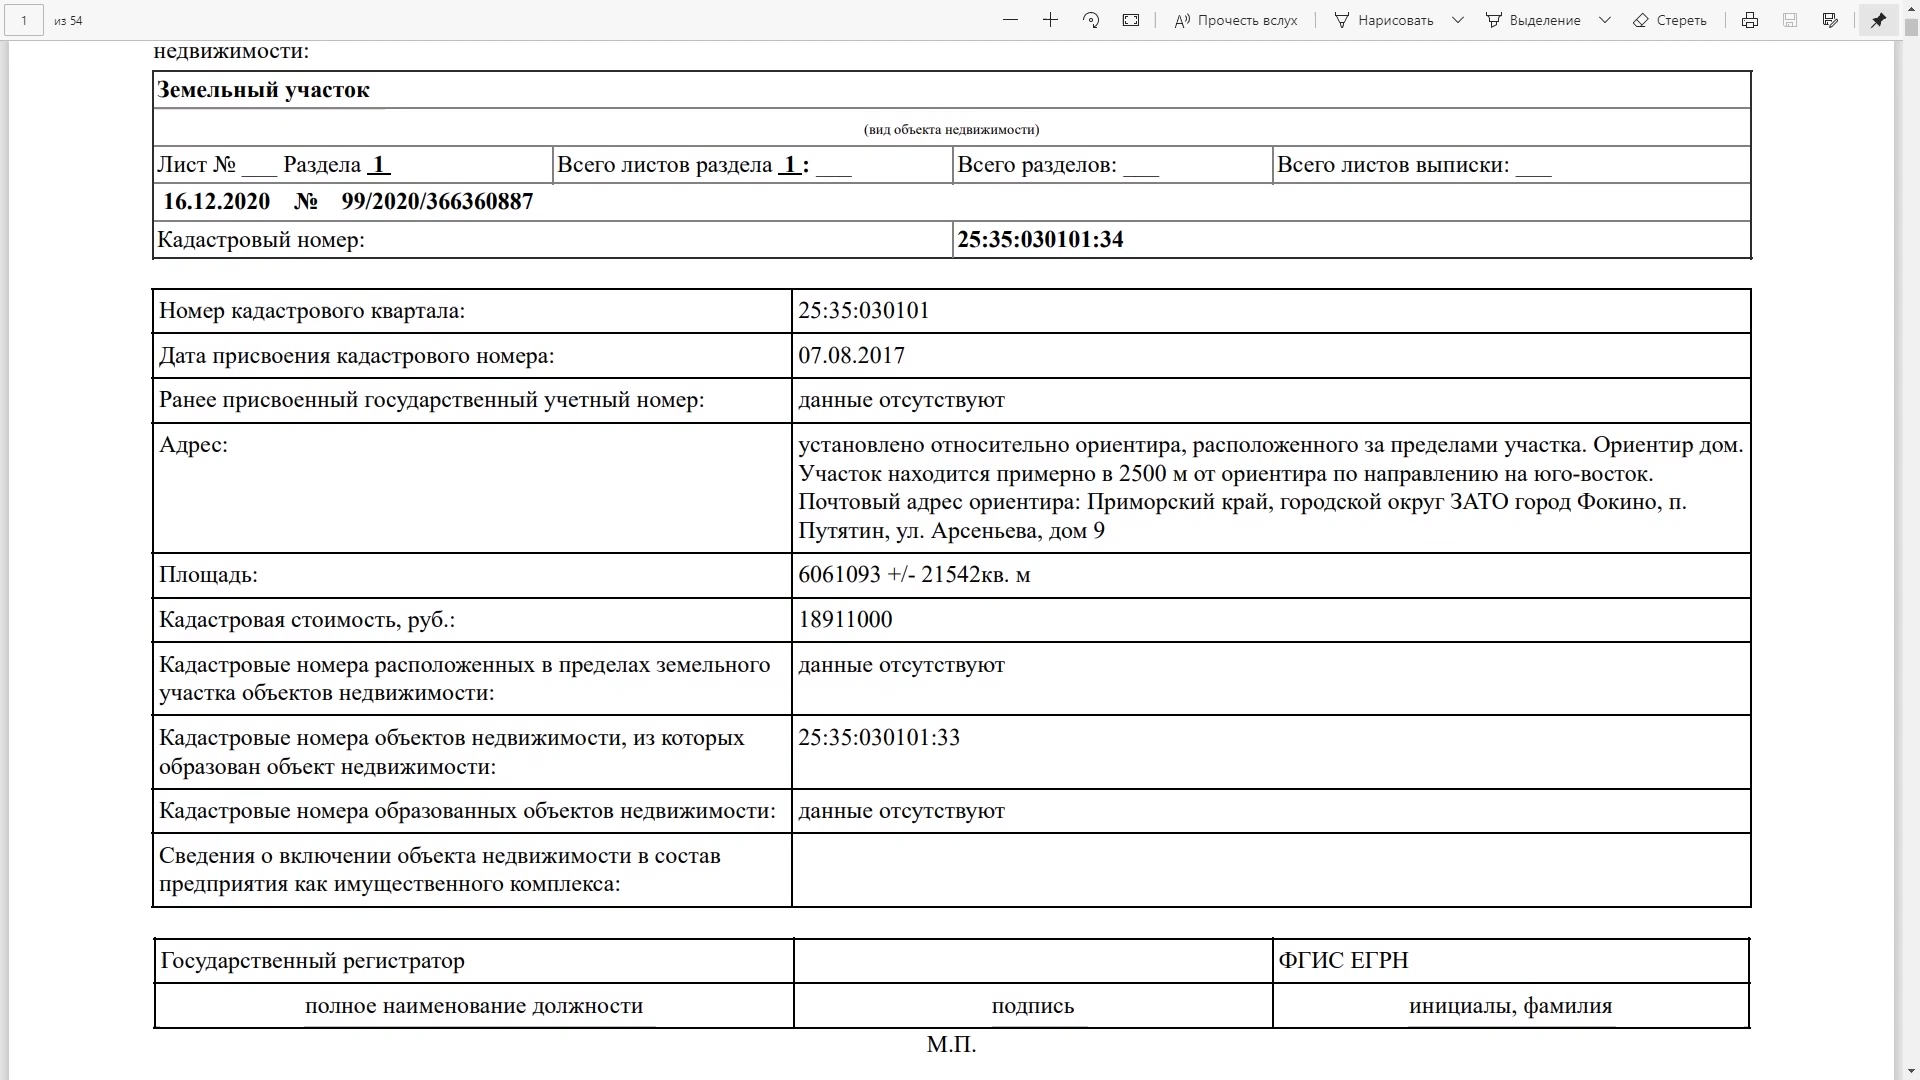 1 из 54 Прочесть вслух Нарисовать Выделение Стереть
недвижимости:
Земельный участок
(вид объекта недвижимости)
Лист № ___ Раздела 1 Всего листов раздела 1 : ___ Всего разделов: ___ Всего листов выписки: ___
16.12.2020 № 99/2020/366360887
Кадастровый номер: 25:35:030101:34
Номер кадастрового квартала: 25:35:030101
Дата присвоения кадастрового номера: 07.08.2017
Ранее присвоенный государственный учетный номер: данные отсутствуют
Адрес: установлено относительно ориентира, расположенного за пределами участка. Ориентир дом.
Участок находится примерно в 2500 м от ориентира по направлению на юго-восток.
Почтовый адрес ориентира: Приморский край, городской округ ЗАТО город Фокино, п.
Путятин, ул. Арсеньева, дом 9
Площадь: 6061093 +/- 21542кв. м
Кадастровая стоимость, руб.: 18911000
Кадастровые номера расположенных в пределах земельного
участка объектов недвижимости:
данные отсутствуют
Кадастровые номера объектов недвижимости, из которых
образован объект недвижимости:
25:35:030101:33
Кадастровые номера образованных объектов недвижимости: данные отсутствуют
Сведения о включении объекта недвижимости в состав
предприятия как имущественного комплекса:
Государственный регистратор ФГИС ЕГРН
полное наименование должности подпись инициалы, фамилия
М.П.